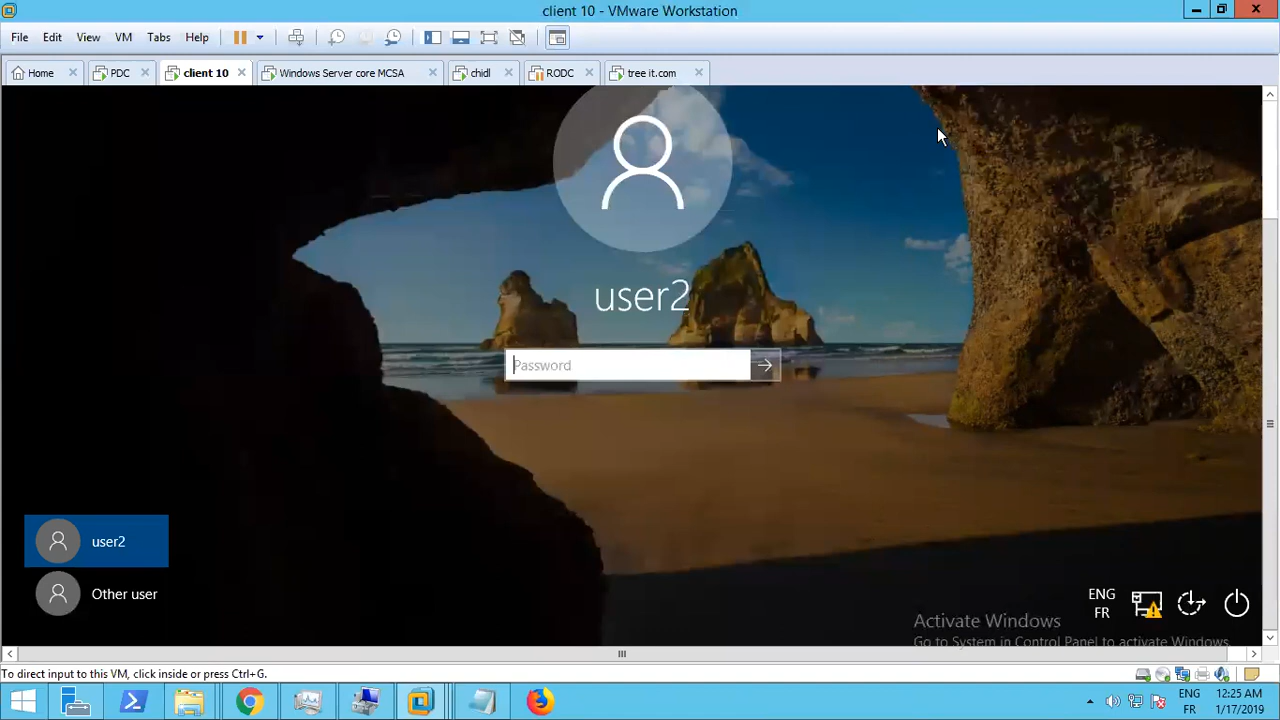 client 10 - VMware Workstation
File Edit View VM Tabs Help
Home PDC client 10 Windows Server core MCSA chidl RODC tree it.com
user2
Password
user2
Other user
ENG
FR
Activate Windows
Go to System in Control Panel to activate Windows.
To direct input to this VM, click inside or press Ctrl+G.
ENG
FR
12:25 AM
1/17/2019